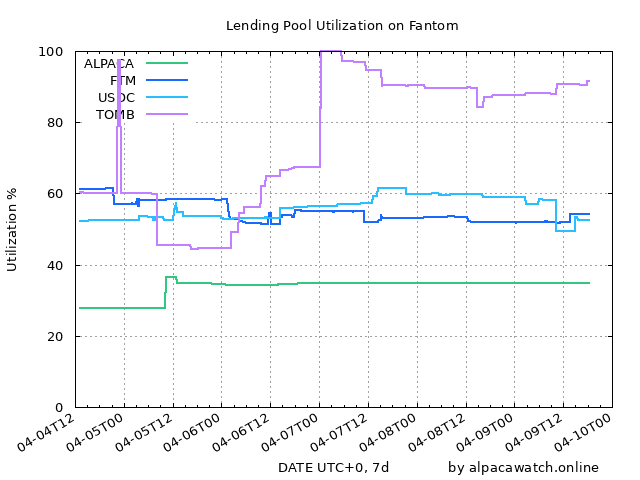 Lending Pool Utilization on Fantom
Utilization %
100
80
60
40
20
0
ALPACA
FTM
USDC
TOMB
04-04T12
04-05T00
04-05T12
04-06T00
04-06T12
04-07T00
04-07T12
04-08T00
04-08T12
04-09T00
04-09T12
04-10T00
DATE UTC+0, 7d
by alpacawatch.online